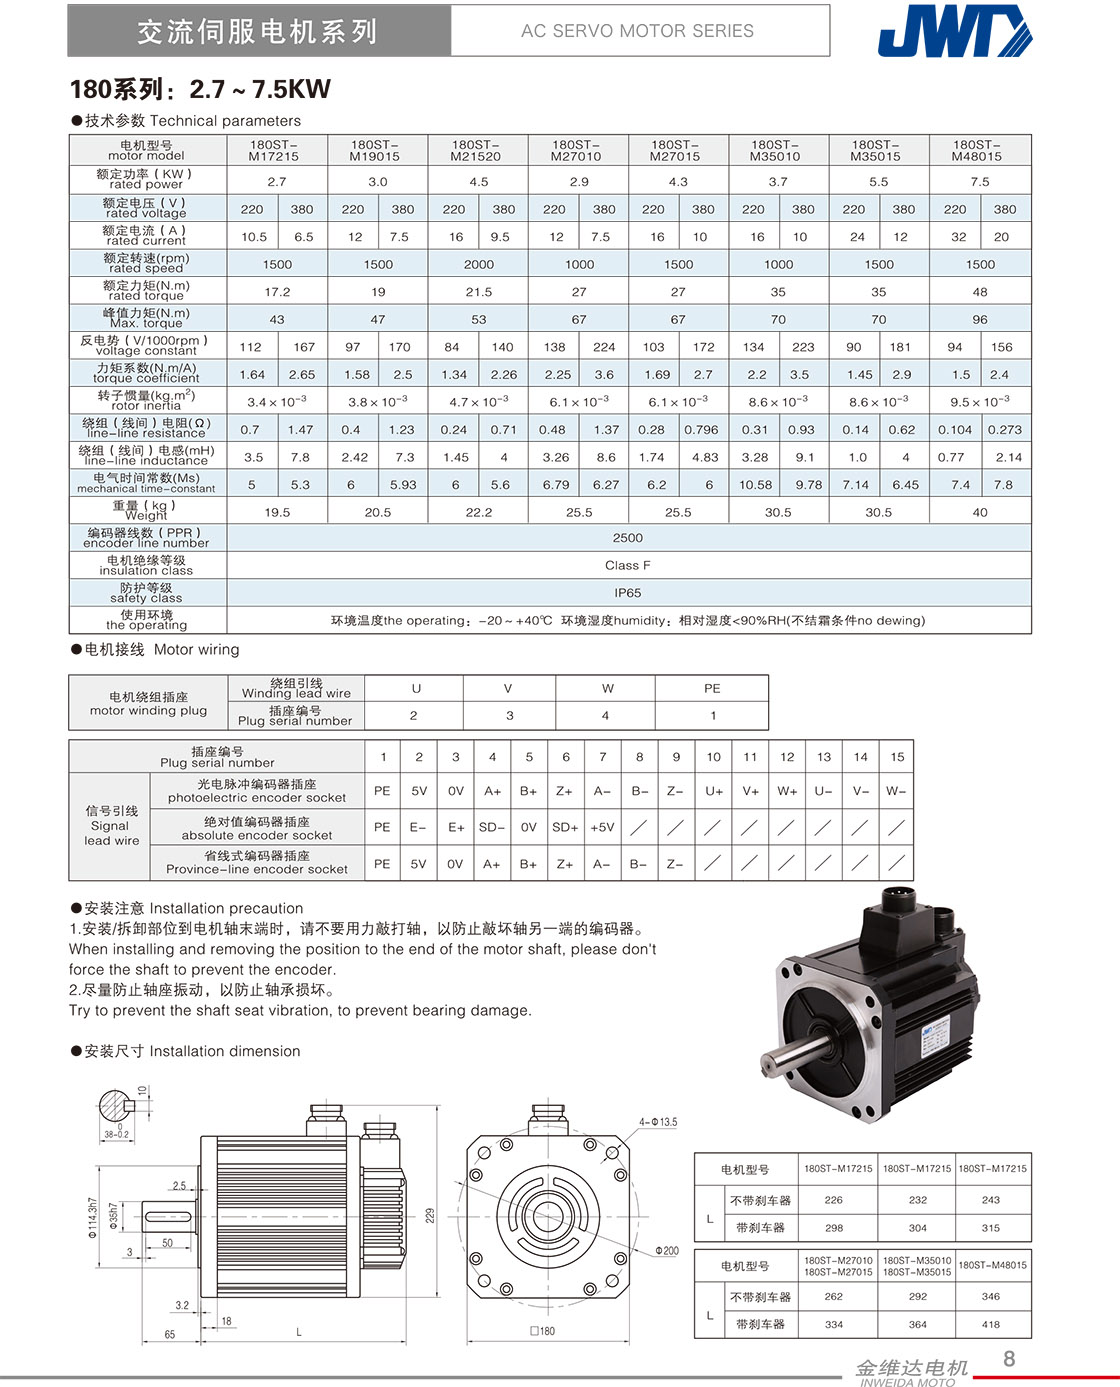 交流伺服电机系列
AC SERVO MOTOR SERIES
JWT
180系列：2.7～7.5KW
●技术参数 Technical parameters
电机型号 motor model 180ST-M17215 180ST-M19015 180ST-M21520 180ST-M27010 180ST-M27015 180ST-M35010 180ST-M35015 180ST-M48015
额定功率（KW） rated power 2.7 3.0 4.5 2.9 4.3 3.7 5.5 7.5
额定电压（V） rated voltage 220 380 220 380 220 380 220 380 220 380 220 380 220 380 220 380
额定电流（A） rated current 10.5 6.5 12 7.5 16 9.5 12 7.5 16 10 16 10 24 12 32 20
额定转速(rpm) rated speed 1500 1500 2000 1000 1500 1000 1500 1500
额定力矩(N.m) rated torque 17.2 19 21.5 27 27 35 35 48
峰值力矩(N.m) Max. torque 43 47 53 67 67 70 70 96
反电势（V/1000rpm） voltage constant 112 167 97 170 84 140 138 224 103 172 134 223 90 181 94 156
力矩系数(N.m/A) torque coefficient 1.64 2.65 1.58 2.5 1.34 2.26 2.25 3.6 1.69 2.7 2.2 3.5 1.45 2.9 1.5 2.4
转子惯量(kg.m²) rotor inertia 3.4×10⁻³ 3.8×10⁻³ 4.7×10⁻³ 6.1×10⁻³ 6.1×10⁻³ 8.6×10⁻³ 8.6×10⁻³ 9.5×10⁻³
绕组（线间）电阻(Ω) line-line resistance 0.7 1.47 0.4 1.23 0.24 0.71 0.48 1.37 0.28 0.796 0.31 0.93 0.14 0.62 0.104 0.273
绕组（线间）电感(mH) line-line inductance 3.5 7.8 2.42 7.3 1.45 4 3.26 8.6 1.74 4.83 3.28 9.1 1.0 4 0.77 2.14
电气时间常数(Ms) mechanical time-constant 5 5.3 6 5.93 6 5.6 6.79 6.27 6.2 6 10.58 9.78 7.14 6.45 7.4 7.8
重量（kg） Weight 19.5 20.5 22.2 25.5 25.5 30.5 30.5 40
编码器线数（PPR） encoder line number 2500
电机绝缘等级 insulation class Class F
防护等级 safety class IP65
使用环境 the operating 环境温度the operating：-20～+40℃ 环境湿度humidity：相对湿度<90%RH(不结霜条件no dewing)
●电机接线 Motor wiring
电机绕组插座 motor winding plug
绕组引线 Winding lead wire U V W PE
插座编号 Plug serial number 2 3 4 1
插座编号 Plug serial number 1 2 3 4 5 6 7 8 9 10 11 12 13 14 15
信号引线 Signal lead wire
光电脉冲编码器插座 photoelectric encoder socket PE 5V 0V A+ B+ Z+ A- B- Z- U+ V+ W+ U- V- W-
绝对值编码器插座 absolute encoder socket PE E- E+ SD- 0V SD+ +5V ／ ／ ／ ／ ／ ／ ／ ／
省线式编码器插座 Province-line encoder socket PE 5V 0V A+ B+ Z+ A- B- Z- ／ ／ ／ ／ ／ ／
●安装注意 Installation precaution
1.安装/拆卸部位到电机轴末端时，请不要用力敲打轴，以防止敲坏轴另一端的编码器。
When installing and removing the position to the end of the motor shaft, please don't
force the shaft to prevent the encoder.
2.尽量防止轴座振动，以防止轴承损坏。
Try to prevent the shaft seat vibration, to prevent bearing damage.
●安装尺寸 Installation dimension
10
0
38-0.2
2.5
Φ114.3h7
Φ35h7
50
3
3.2
18
65
L
229
4-Φ13.5
Φ200
□180
JWT
电机型号 180ST-M17215 180ST-M17215 180ST-M17215
L
不带刹车器 226 232 243
带刹车器 298 304 315
电机型号 180ST-M27010 180ST-M27015 180ST-M35010 180ST-M35015 180ST-M48015
L
不带刹车器 262 292 346
带刹车器 334 364 418
金维达电机
INWEIDA MOTO
8